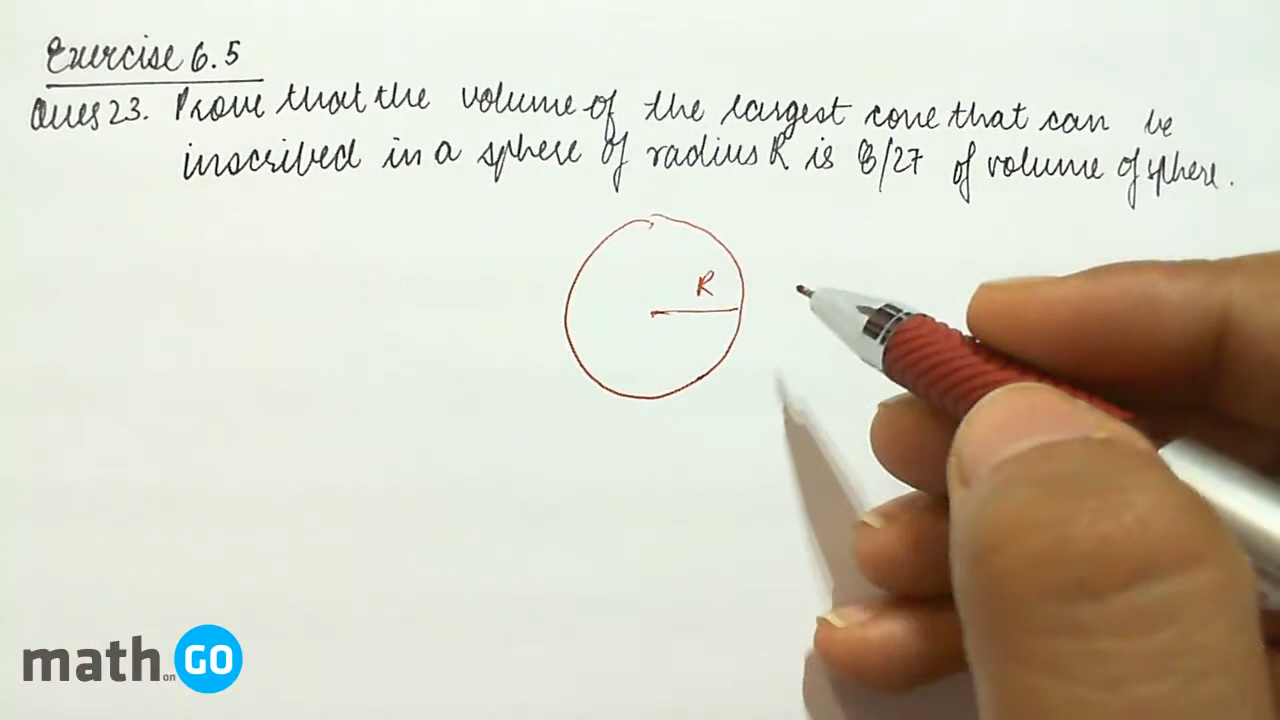 Exercise 6.5
Ques 23. Prove that the volume of the largest cone that can be
inscribed in a sphere of radius R is 8/27 of volume of sphere.
R
math on GO